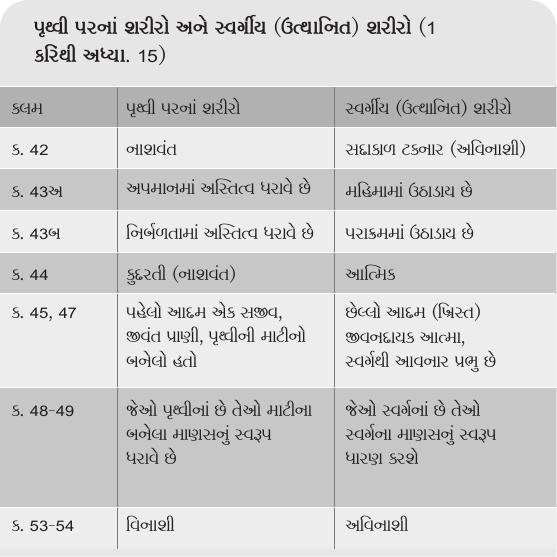 પૃથ્વી પરનાં શરીરો અને સ્વર્ગીય (ઉત્થાનિત) શરીરો (1
કરિંથી અધ્યા. 15)
ક્લમ પૃથ્વી પરનાં શરીરો સ્વર્ગીય (ઉત્થાનિત) શરીરો
ક. 42 નાશવંત સદાકાળ ટકનાર (અવિનાશી)
ક. 43અ અપમાનમાં અસ્તિત્વ ધરાવે છે મહિમામાં ઉઠાડાય છે
ક. 43બ નિર્બળતામાં અસ્તિત્વ ધરાવે છે પરાક્રમમાં ઉઠાડાય છે
ક. 44 કુદરતી (નાશવંત) આત્મિક
ક. 45, 47 પહેલો આદમ એક સજીવ, છેલ્લો આદમ (ખ્રિસ્ત)
જીવંત પ્રાણી, પૃથ્વીની માટીનો જીવનદાયક આત્મા,
બનેલો હતો સ્વર્ગથી આવનાર પ્રભુ છે
ક. 48-49 જેઓ પૃથ્વીનાં છે તેઓ માટીના જેઓ સ્વર્ગનાં છે તેઓ
બનેલા માણસનું સ્વરૂપ સ્વર્ગના માણસનું સ્વરૂપ
ધરાવે છે ધારણ કરશે
ક. 53-54 વિનાશી અવિનાશી